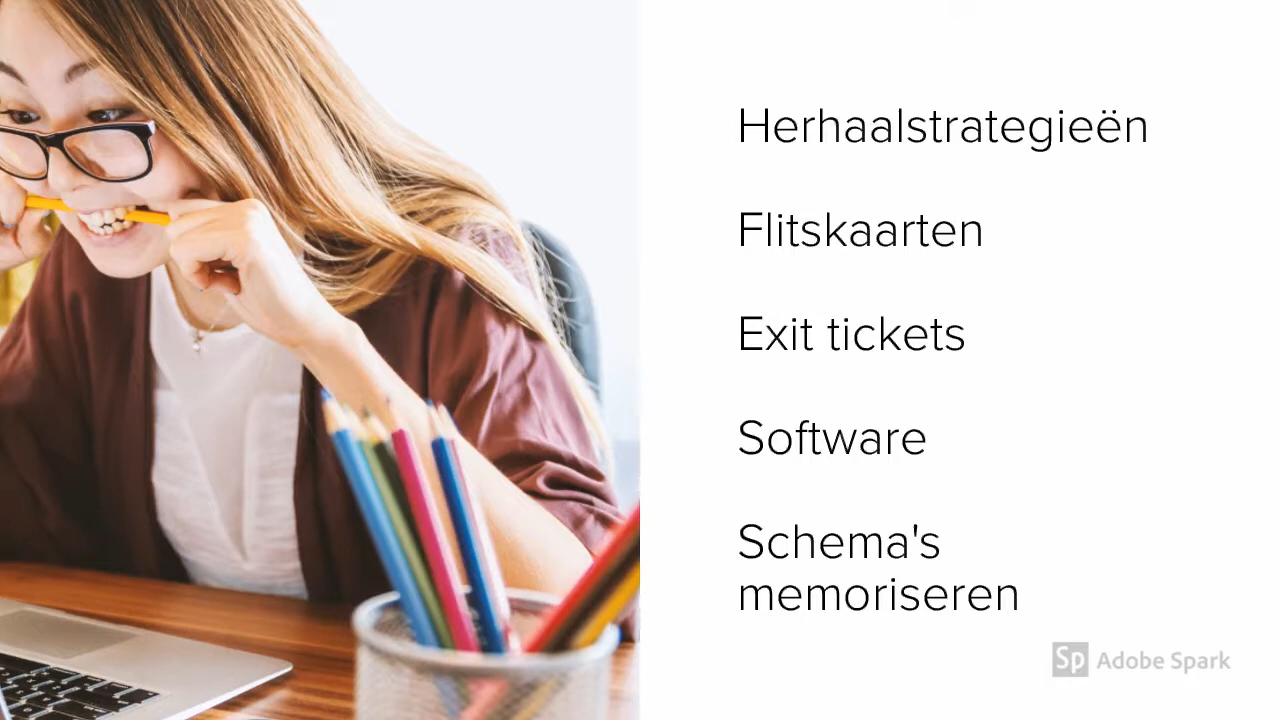 Herhaalstrategieën
Flitskaarten
Exit tickets
Software
Schema's
memoriseren
Sp Adobe Spark